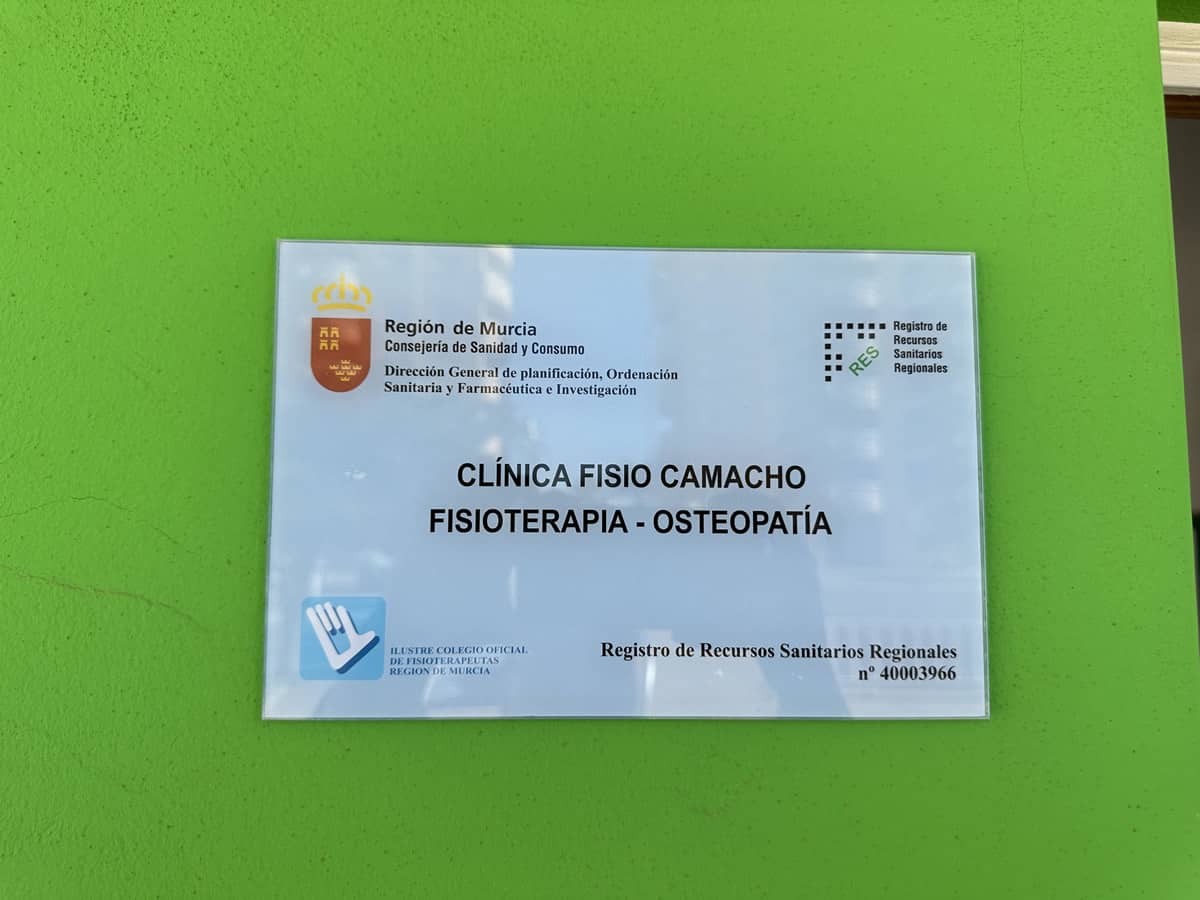 Región de Murcia
Consejería de Sanidad y Consumo
Dirección General de planificación, Ordenación
Sanitaria y Farmacéutica e Investigación
RES
Registro de
Recursos
Sanitarios
Regionales
CLÍNICA FISIO CAMACHO
FISIOTERAPIA - OSTEOPATÍA
ILUSTRE COLEGIO OFICIAL
DE FISIOTERAPEUTAS
REGION DE MURCIA
Registro de Recursos Sanitarios Regionales
nº 40003966